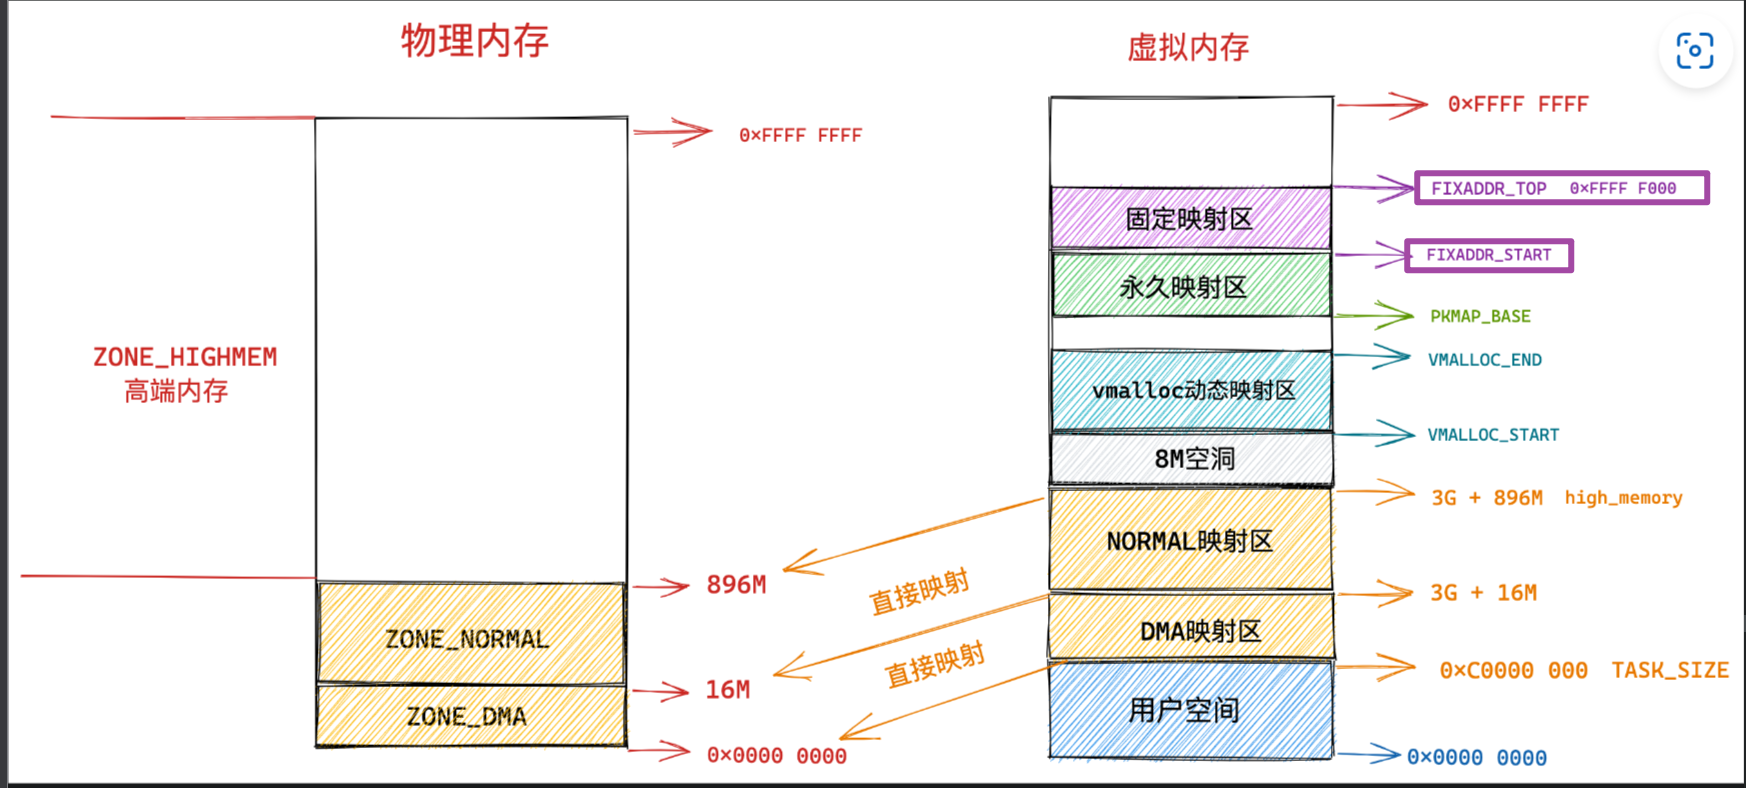 物理内存
虚拟内存
0×FFFF FFFF
0×FFFF FFFF
FIXADDR_TOP 0×FFFF F000
固定映射区
FIXADDR_START
永久映射区
PKMAP_BASE
ZONE_HIGHMEM
高端内存
VMALLOC_END
vmalloc动态映射区
VMALLOC_START
8M空洞
3G + 896M high_memory
NORMAL映射区
896M
直接映射
3G + 16M
ZONE_NORMAL
DMA映射区
直接映射
0×C0000 000 TASK_SIZE
16M
ZONE_DMA
用户空间
0×0000 0000
0×0000 0000